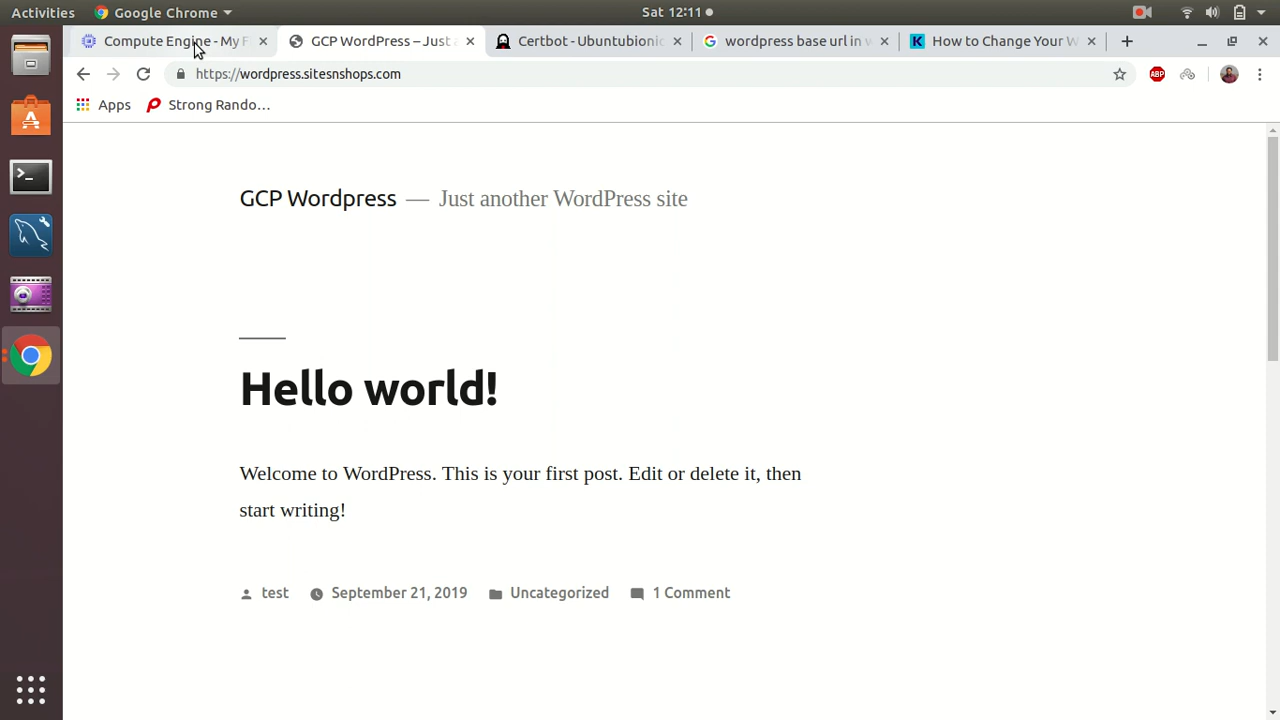 Activities Google Chrome Sat 12:11
Compute Engine - My F GCP WordPress – Just a Certbot - Ubuntubionic wordpress base url in w How to Change Your W
https://wordpress.sitesnshops.com ABP
Apps Strong Rando…
GCP Wordpress — Just another WordPress site
Hello world!
Welcome to WordPress. This is your first post. Edit or delete it, then
start writing!
test September 21, 2019 Uncategorized 1 Comment